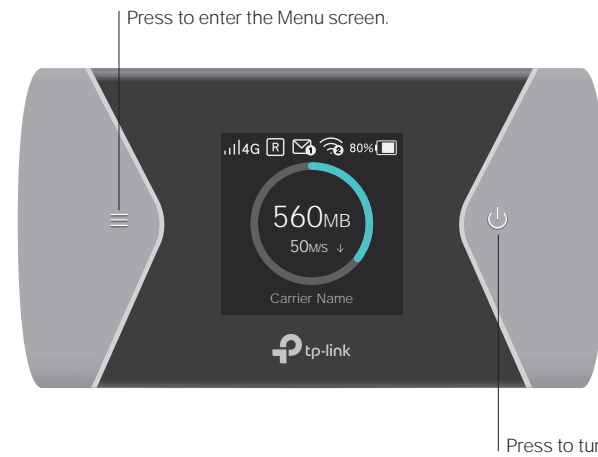 Press to enter the Menu screen.
4G R 1 2 80%
560MB
50M/S ↓
Carrier Name
tp-link
Press to tur